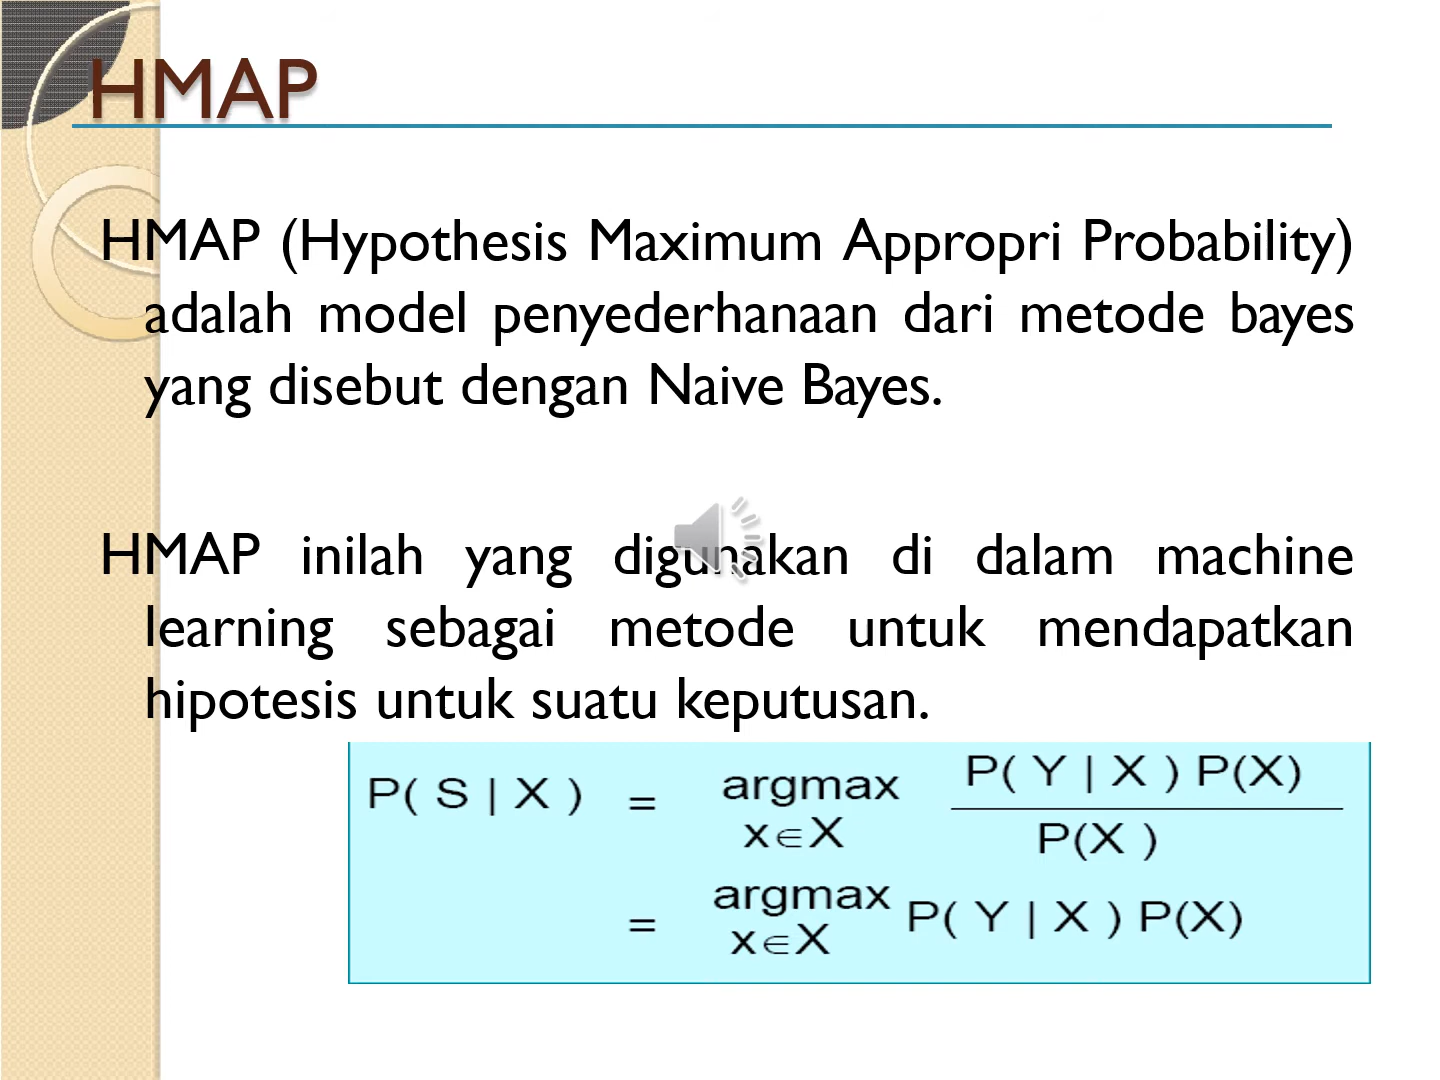 HMAP
HMAP (Hypothesis Maximum Appropri Probability)
adalah model penyederhanaan dari metode bayes
yang disebut dengan Naive Bayes.
HMAP inilah yang digunakan di dalam machine
learning sebagai metode untuk mendapatkan
hipotesis untuk suatu keputusan.
P( S | X ) = argmax x∈X P( Y | X ) P(X) / P(X )
= argmax x∈X P( Y | X ) P(X)